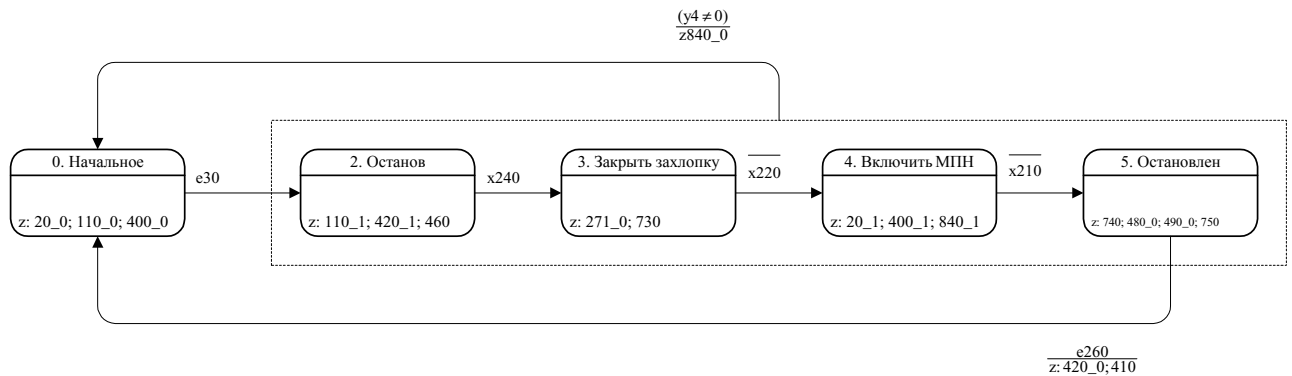 (y4 ≠ 0)
z840_0
0. Начальное
z: 20_0; 110_0; 400_0
e30
2. Останов
z: 110_1; 420_1; 460
x240
3. Закрыть захлопку
z: 271_0; 730
x220
4. Включить МПН
z: 20_1; 400_1; 840_1
x210
5. Остановлен
z: 740; 480_0; 490_0; 750
e260
z: 420_0; 410